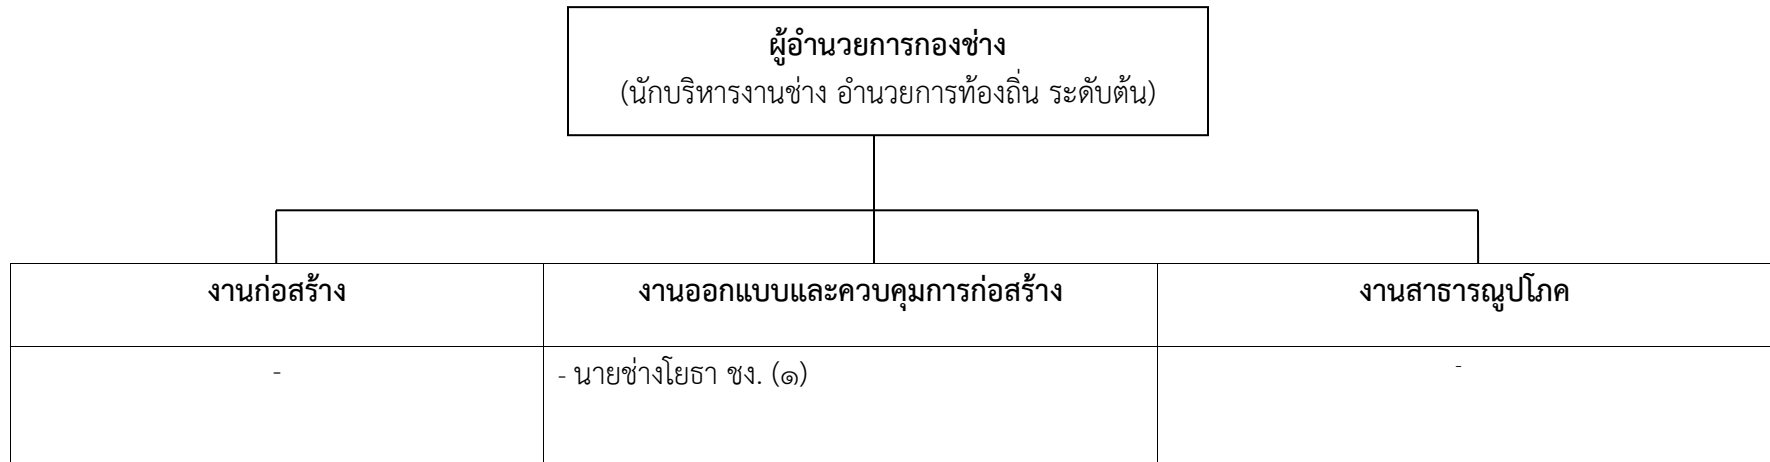 ผู้อำนวยการกองช่าง
(นักบริหารงานช่าง อำนวยการท้องถิ่น ระดับต้น)
งานก่อสร้าง
งานออกแบบและควบคุมการก่อสร้าง
งานสาธารณูปโภค
-
- นายช่างโยธา ชง. (๑)
-